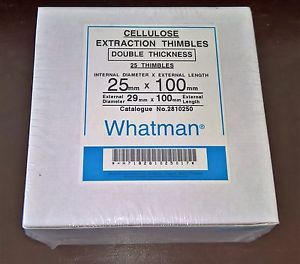 CELLULOSE
EXTRACTION THIMBLES
DOUBLE THICKNESS
25 THIMBLES
INTERNAL DIAMETER X EXTERNAL LENGTH
25mm x 100mm
External Diameter 29mm x 100mm External Length
Catalogue No.2810250
Whatman®